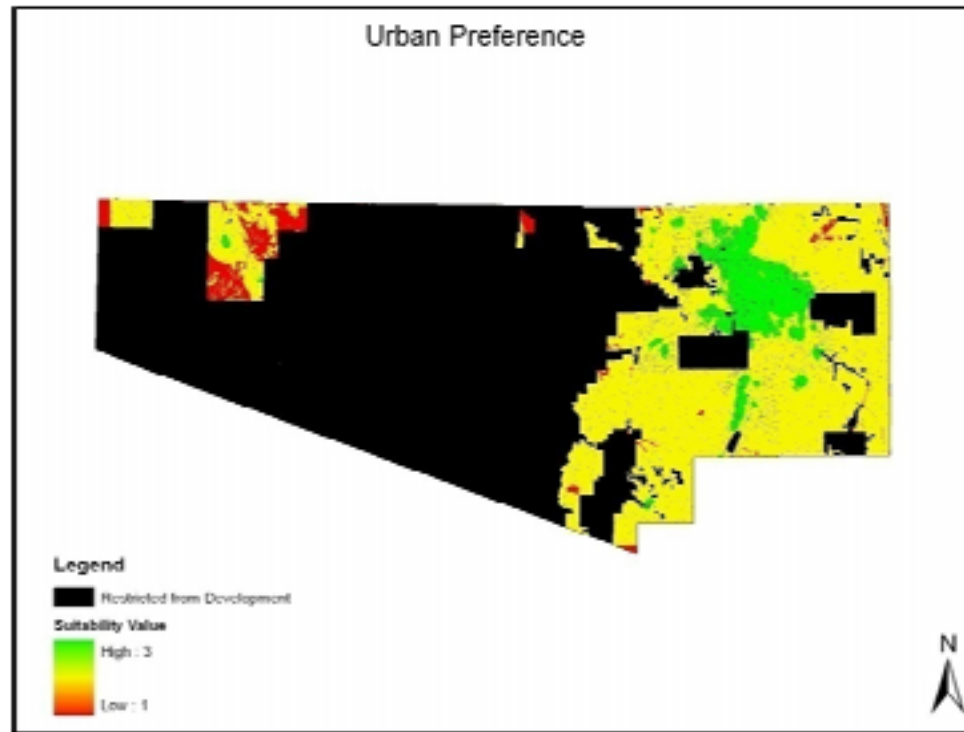 Urban Preference
Legend
Restricted from Development
Suitability Value
High : 3
Low : 1
N